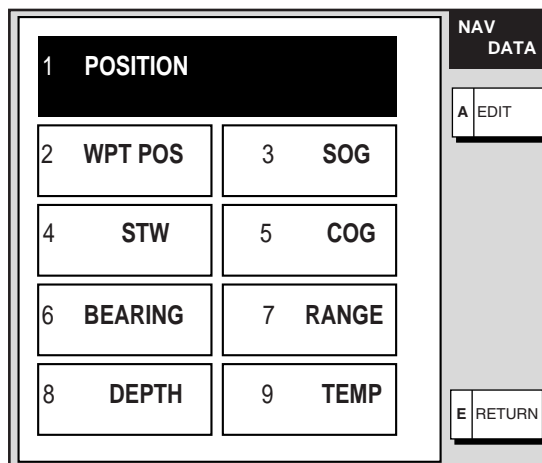 1 POSITION
2 WPT POS
3 SOG
4 STW
5 COG
6 BEARING
7 RANGE
8 DEPTH
9 TEMP
NAV
DATA
A EDIT
E RETURN